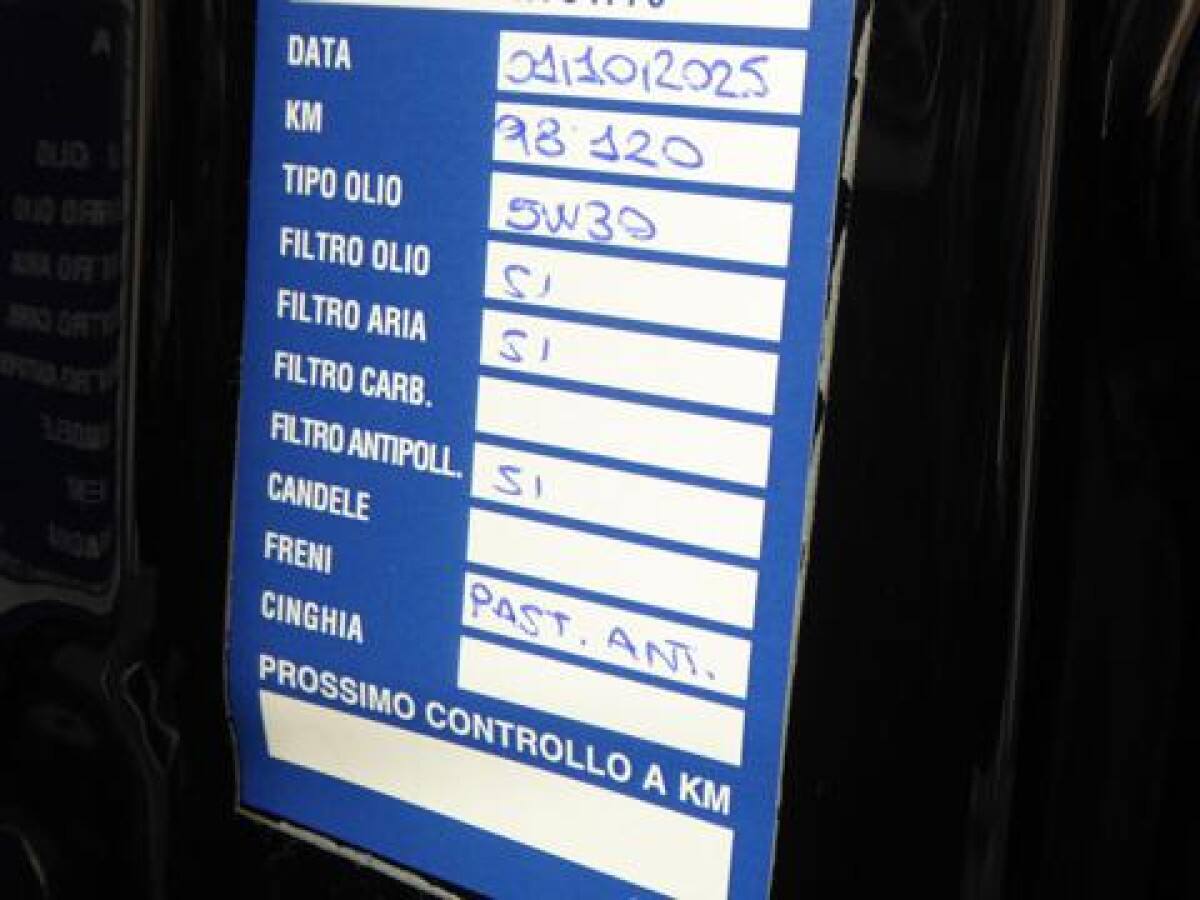 DATA 01,10,2025
KM 98.120
TIPO OLIO 5W30
FILTRO OLIO SI
FILTRO ARIA SI
FILTRO CARB.
FILTRO ANTIPOLL. SI
CANDELE
FRENI PAST. ANT.
CINGHIA
PROSSIMO CONTROLLO A KM